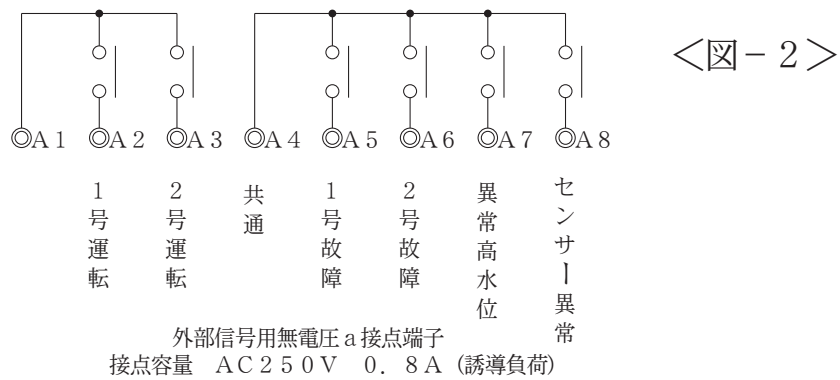 <図－2>
A1 A2 A3 A4 A5 A6 A7 A8
1号運転
2号運転
共通
1号故障
2号故障
異常高水位
センサー異常
外部信号用無電圧a接点端子
接点容量　AC250V　0．8A（誘導負荷）